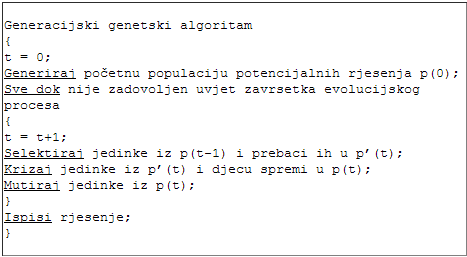 Generacijski genetski algoritam
{
t = 0;
Generiraj početnu populaciju potencijalnih rjesenja p(0);
Sve dok nije zadovoljen uvjet zavrsetka evolucijskog
procesa
{
t = t+1;
Selektiraj jedinke iz p(t-1) i prebaci ih u p’(t);
Krizaj jedinke iz p’(t) i djecu spremi u p(t);
Mutiraj jedinke iz p(t);
}
Ispisi rjesenje;
}